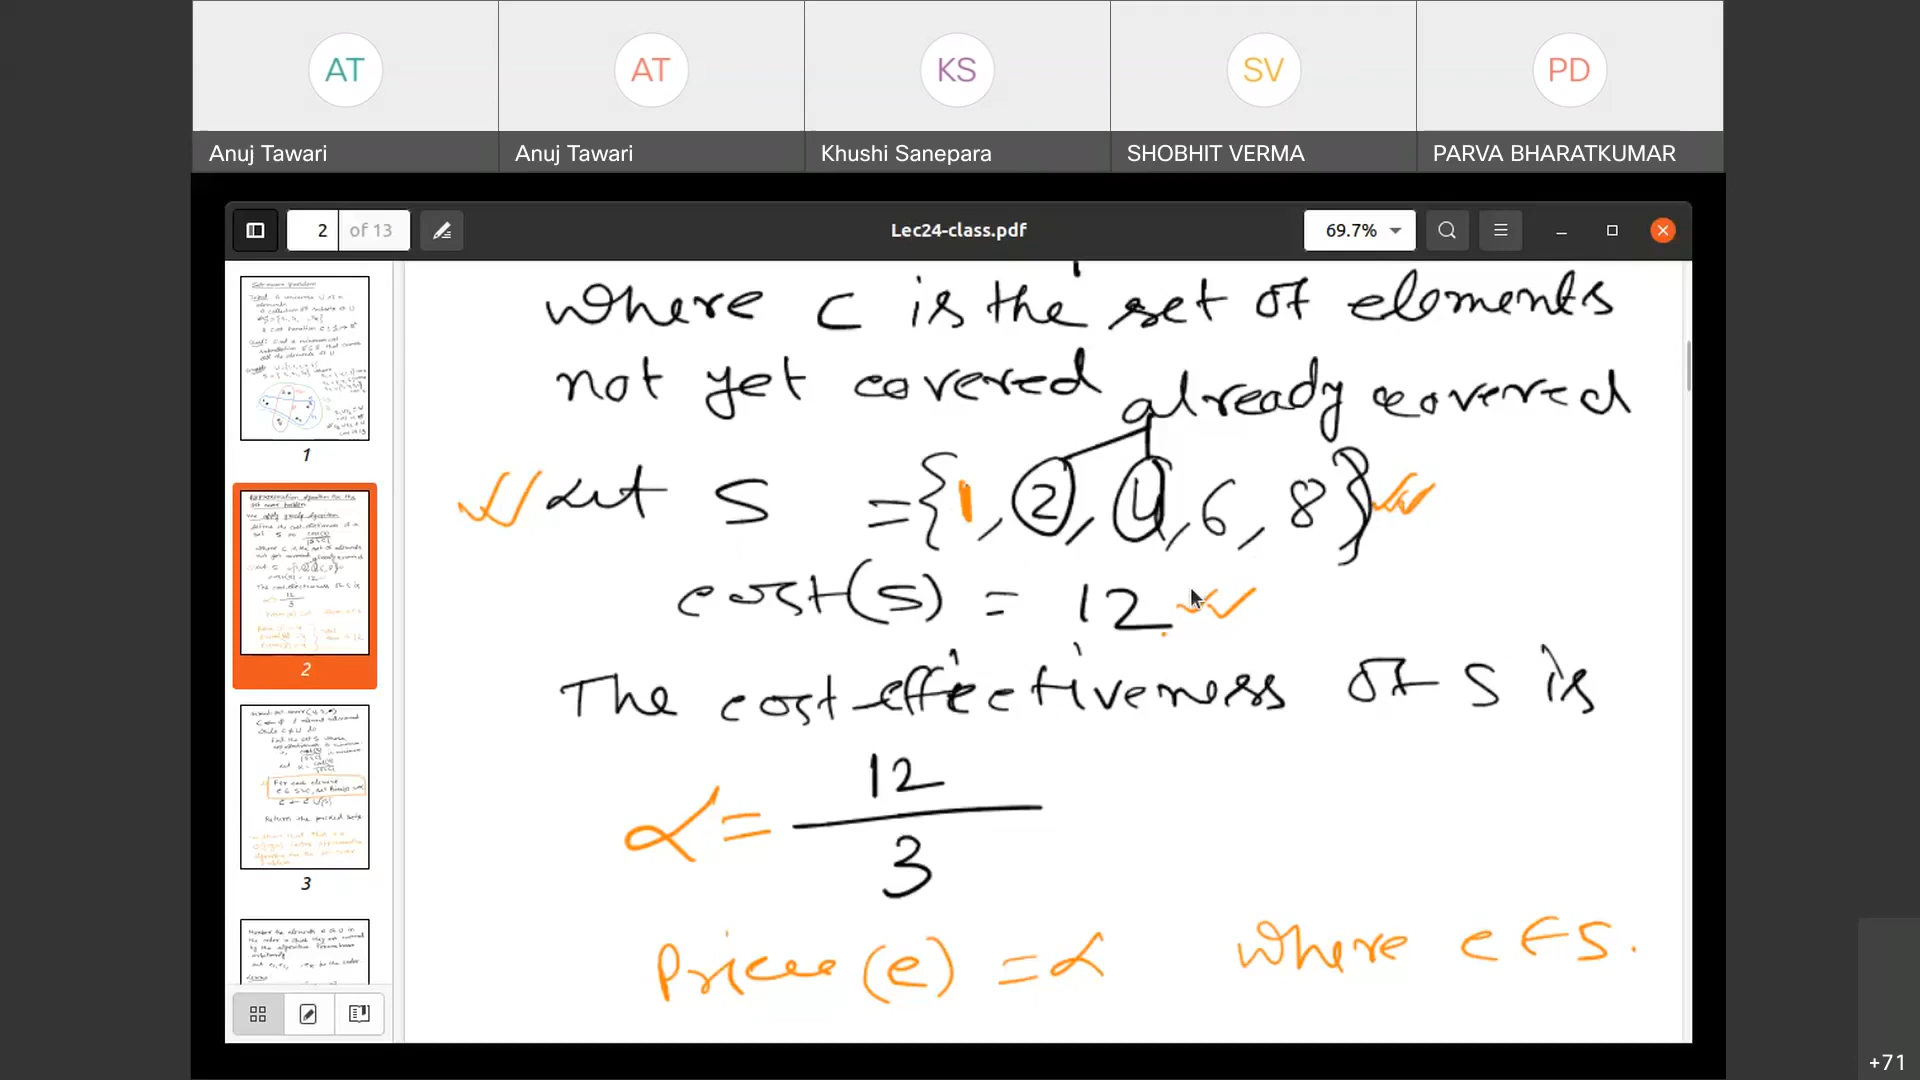 AT
AT
KS
SV
PD
Anuj Tawari
Anuj Tawari
Khushi Sanepara
SHOBHIT VERMA
PARVA BHARATKUMAR
2 of 13
Lec24-class.pdf
69.7%
where C is the set of elements
not yet covered
already covered
Let S = {1, 2, 4, 6, 8}
cost(S) = 12
The cost-effectiveness of S is
α = 12
3
Price (e) = α where e ∈ S.
1
2
3
+71